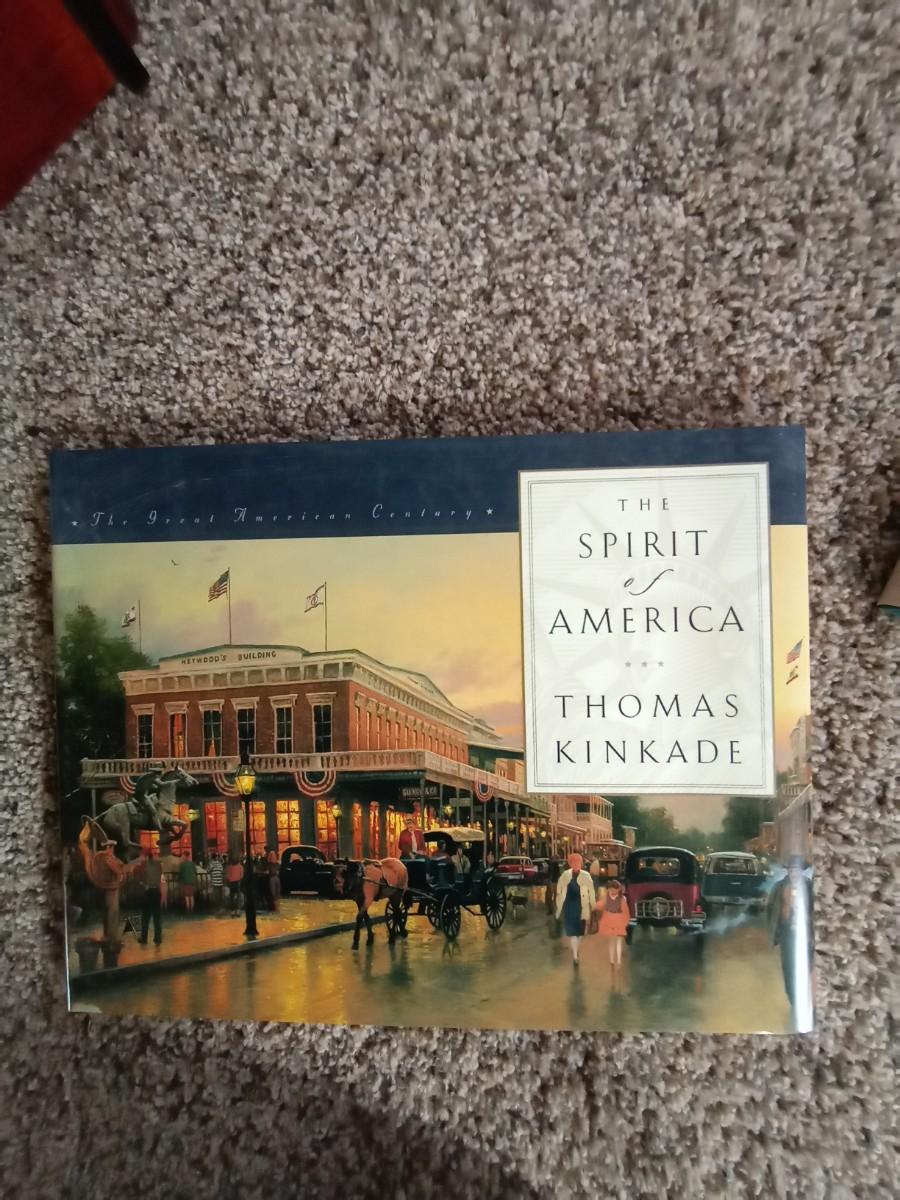 ★ The Great American Century ★
THE
SPIRIT
of
AMERICA
★ ★ ★
THOMAS
KINKADE
HEYWOOD'S BUILDING